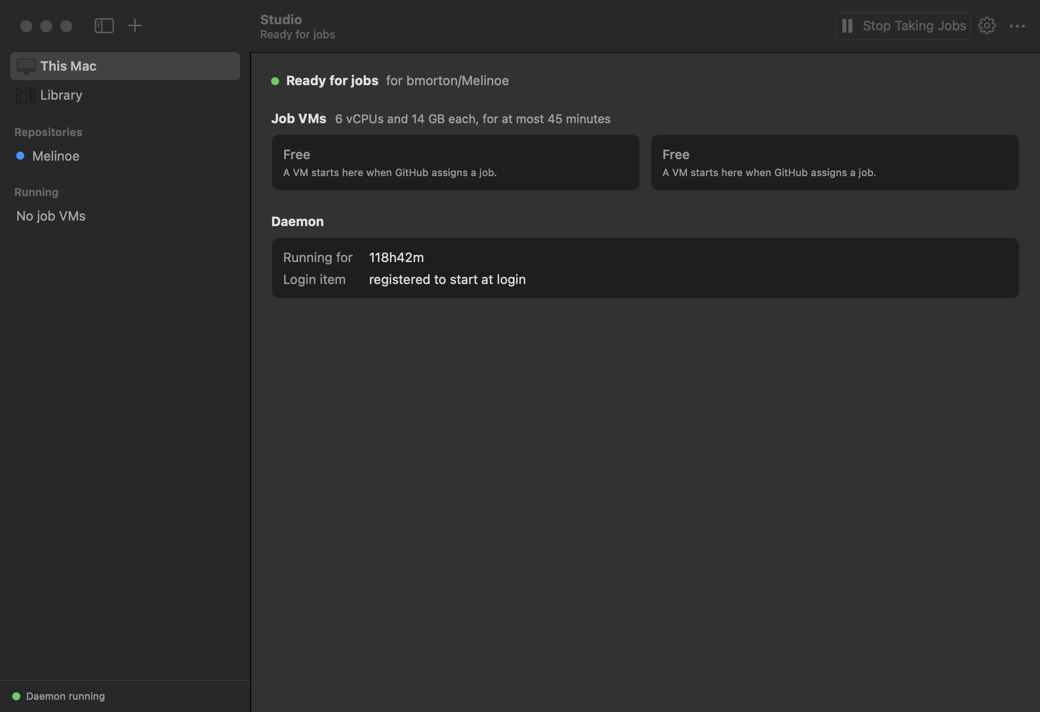 Studio
Ready for jobs
Stop Taking Jobs
This Mac
Library
Repositories
Melinoe
Running
No job VMs
Daemon running
Ready for jobs for bmorton/Melinoe
Job VMs 6 vCPUs and 14 GB each, for at most 45 minutes
Free
A VM starts here when GitHub assigns a job.
Free
A VM starts here when GitHub assigns a job.
Daemon
Running for 118h42m
Login item registered to start at login